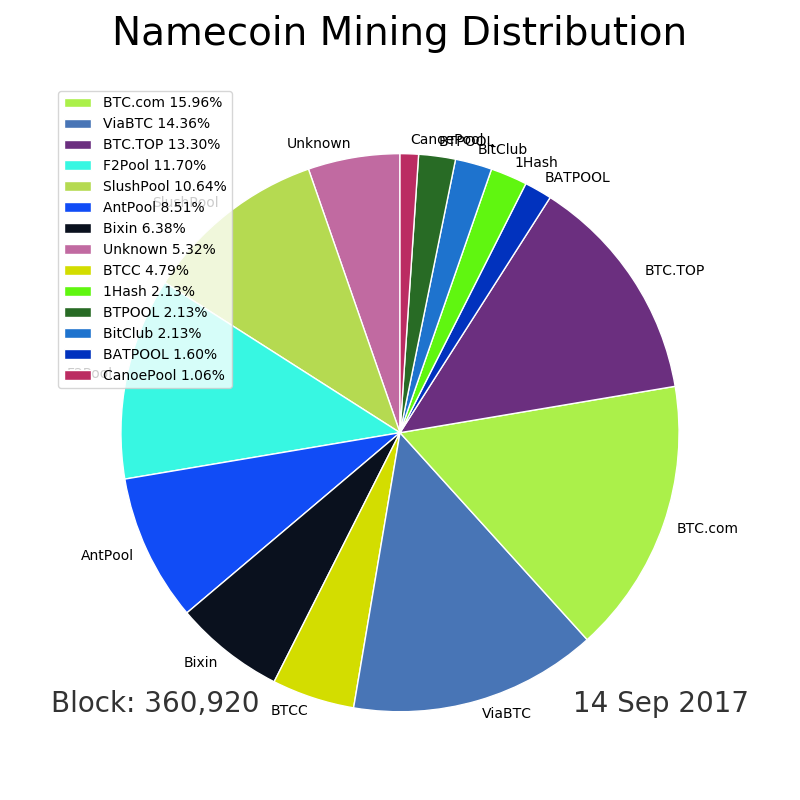 Namecoin Mining Distribution
BTC.com 15.96%
ViaBTC 14.36%
BTC.TOP 13.30%
F2Pool 11.70%
SlushPool 10.64%
AntPool 8.51%
Bixin 6.38%
Unknown 5.32%
BTCC 4.79%
1Hash 2.13%
BTPOOL 2.13%
BitClub 2.13%
BATPOOL 1.60%
CanoePool 1.06%
Unknown
CanoePool
BTPOOL
BitClub
1Hash
BATPOOL
SlushPool
BTC.TOP
F2Pool
BTC.com
AntPool
Bixin
BTCC
ViaBTC
Block: 360,920
14 Sep 2017